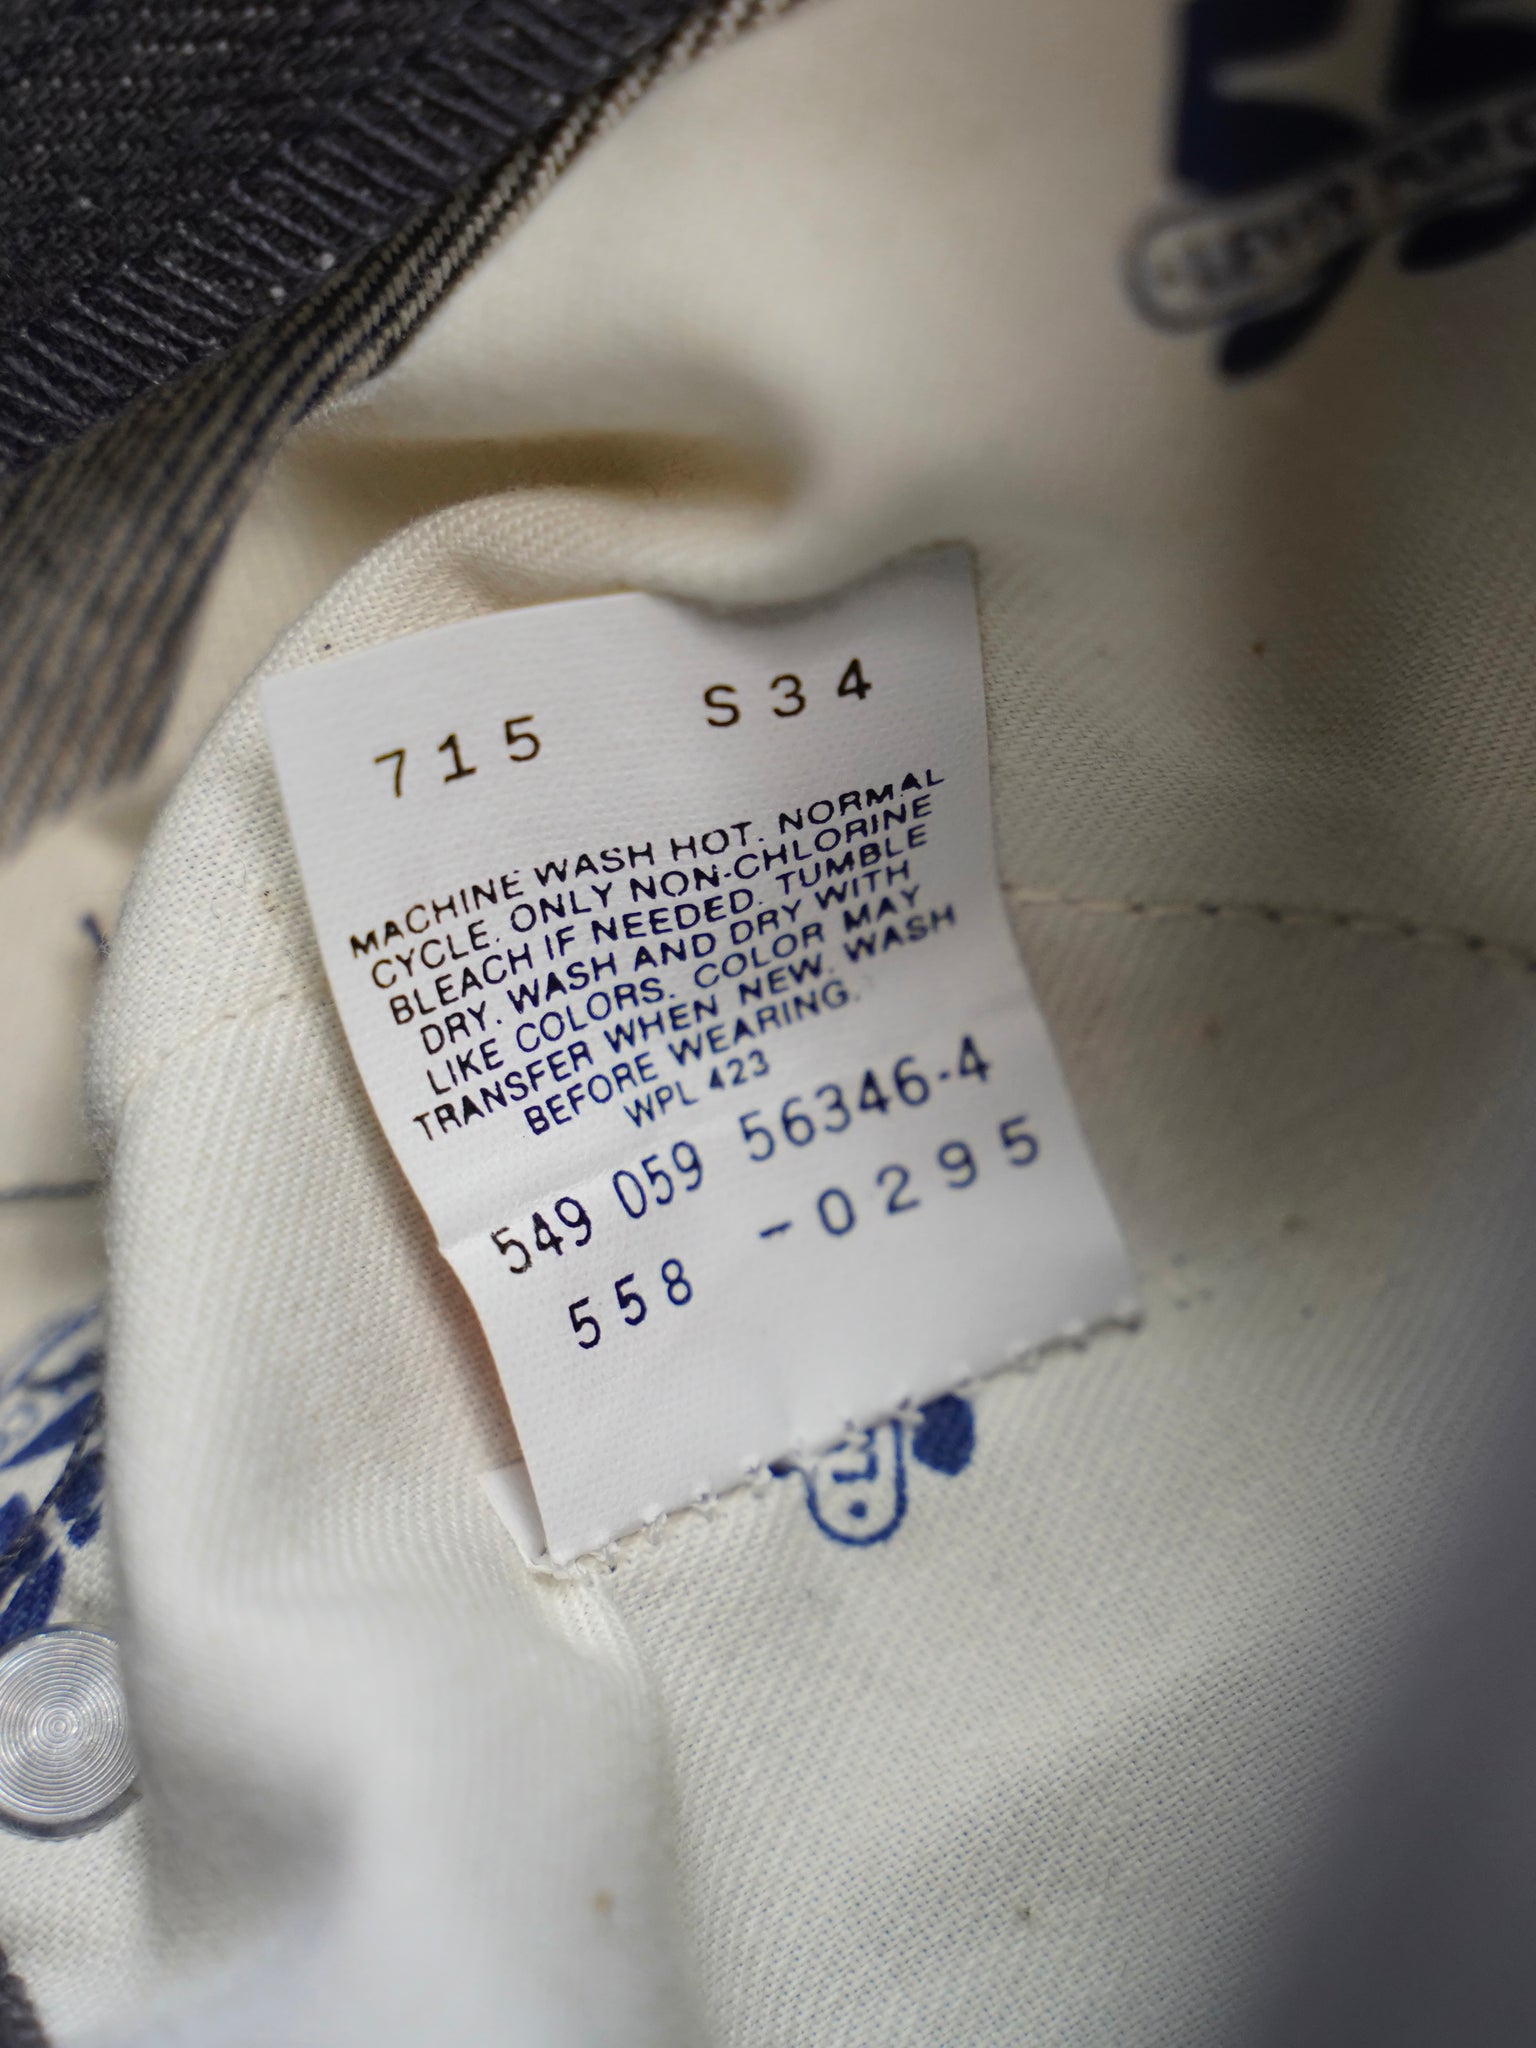 715 S34
MACHINE WASH HOT. NORMAL
CYCLE. ONLY NON-CHLORINE
BLEACH IF NEEDED. TUMBLE
DRY. WASH AND DRY WITH
LIKE COLORS. COLOR MAY
TRANSFER WHEN NEW. WASH
BEFORE WEARING.
WPL 423
549 059 56346-4
558 -0295